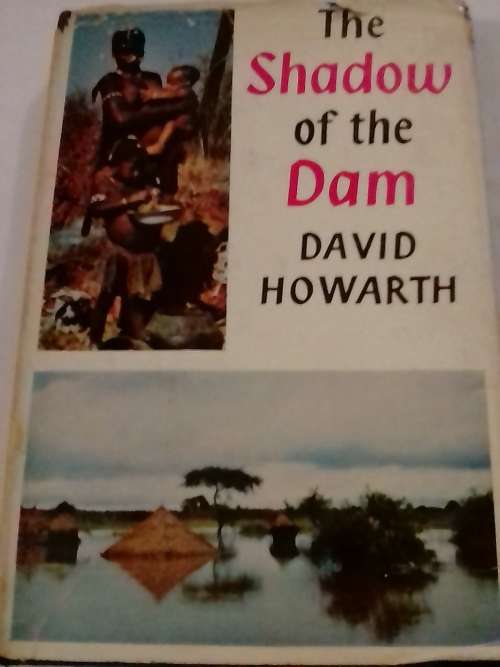 The
Shadow
of the
Dam
DAVID
HOWARTH